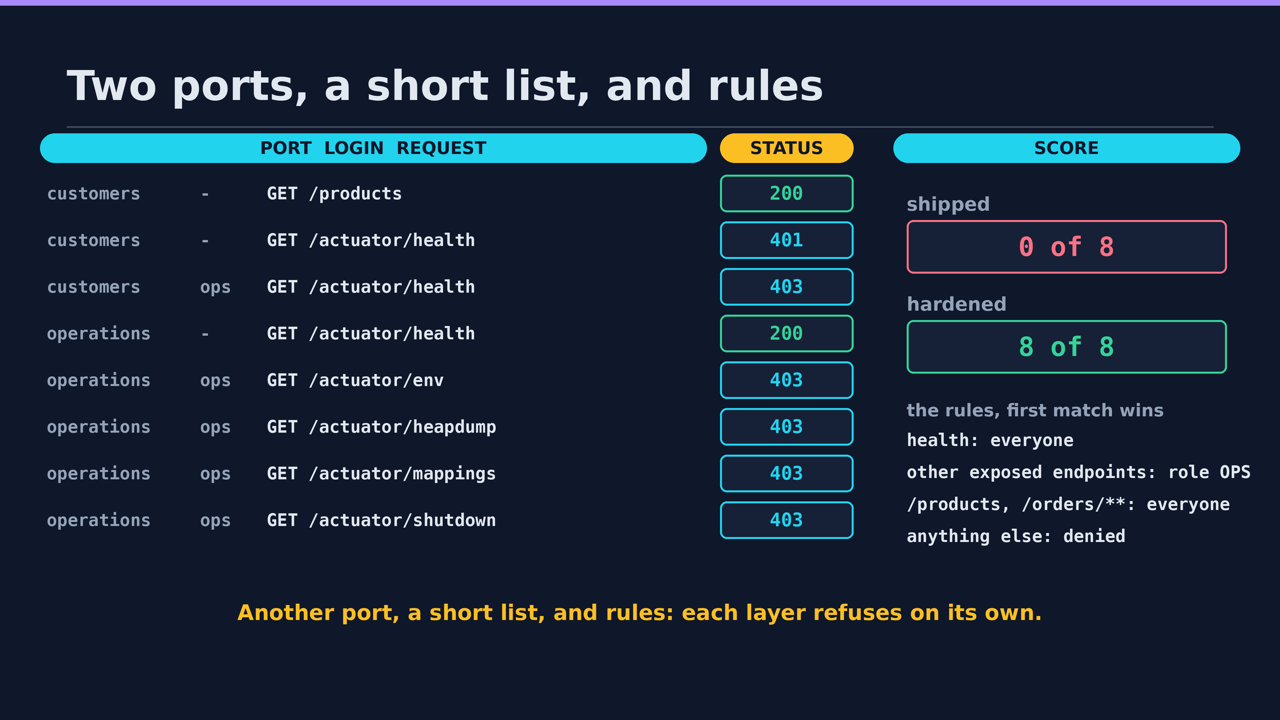 Two ports, a short list, and rules
PORT LOGIN REQUEST STATUS SCORE
customers - GET /products 200
customers - GET /actuator/health 401
customers ops GET /actuator/health 403
operations - GET /actuator/health 200
operations ops GET /actuator/env 403
operations ops GET /actuator/heapdump 403
operations ops GET /actuator/mappings 403
operations ops GET /actuator/shutdown 403
shipped
0 of 8
hardened
8 of 8
the rules, first match wins
health: everyone
other exposed endpoints: role OPS
/products, /orders/**: everyone
anything else: denied
Another port, a short list, and rules: each layer refuses on its own.